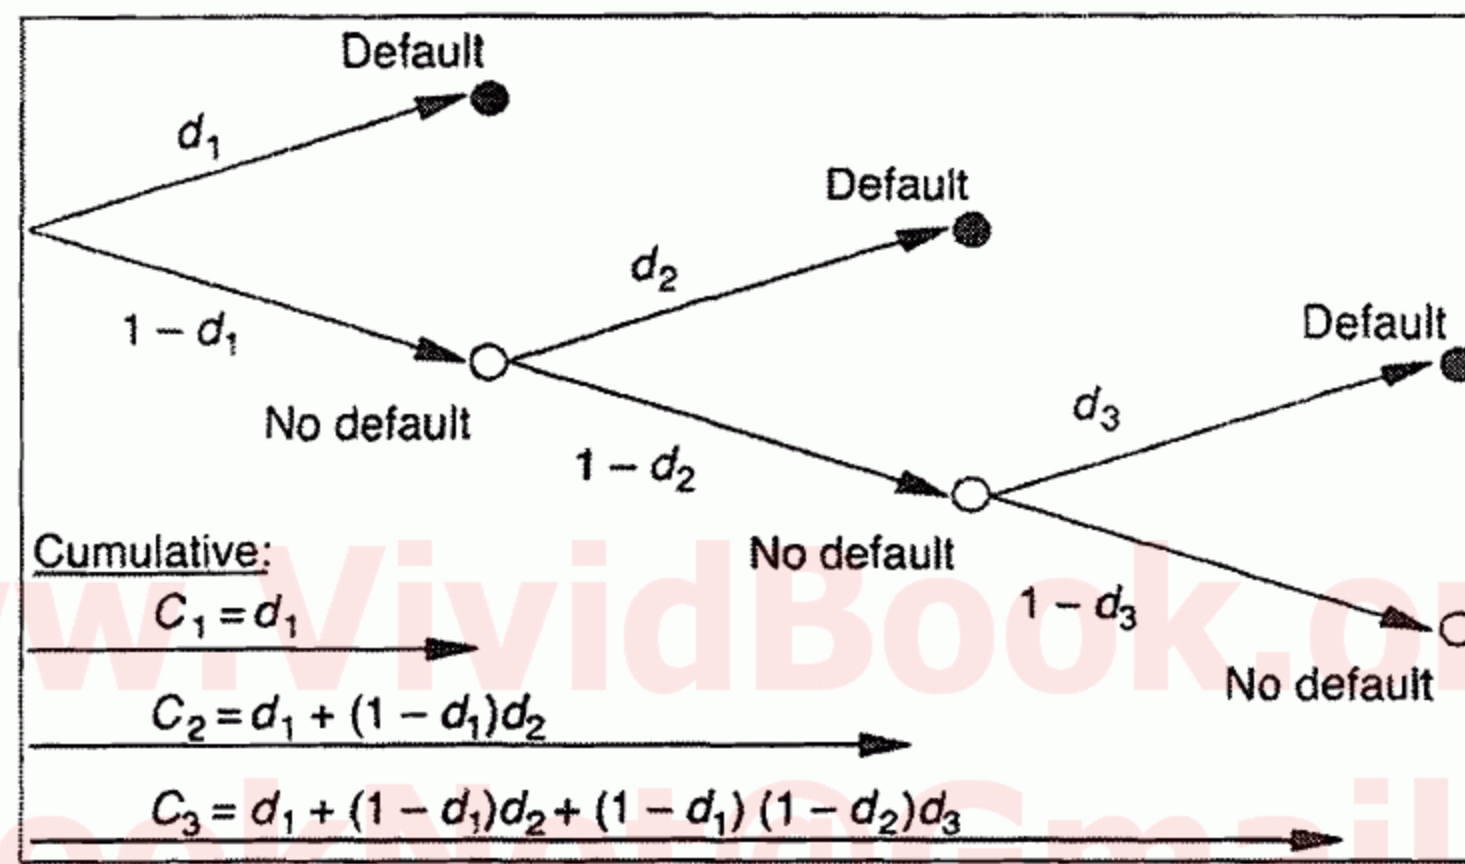 Default
d₁
Default
d₂
1 – d₁
Default
d₃
No default
1 – d₂
Cumulative:
No default
1 – d₃
C₁ = d₁
No default
C₂ = d₁ + (1 – d₁)d₂
C₃ = d₁ + (1 – d₁)d₂ + (1 – d₁) (1 – d₂)d₃